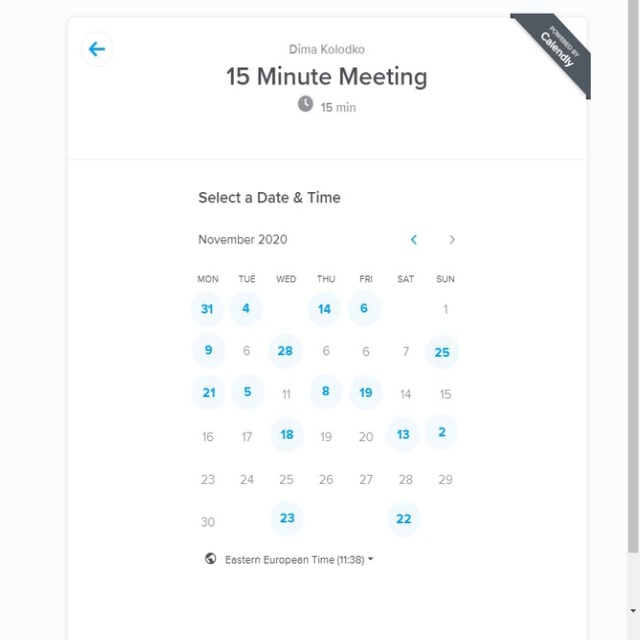 Dima Kolodko
15 Minute Meeting
15 min
POWERED BY
Calendly
Select a Date & Time
November 2020
MON TUE WED THU FRI SAT SUN
31 4 14 6 1
9 6 28 6 6 7 25
21 5 11 8 19 14 15
16 17 18 19 20 13 2
23 24 25 26 27 28 29
30 23 22
Eastern European Time (11:38)